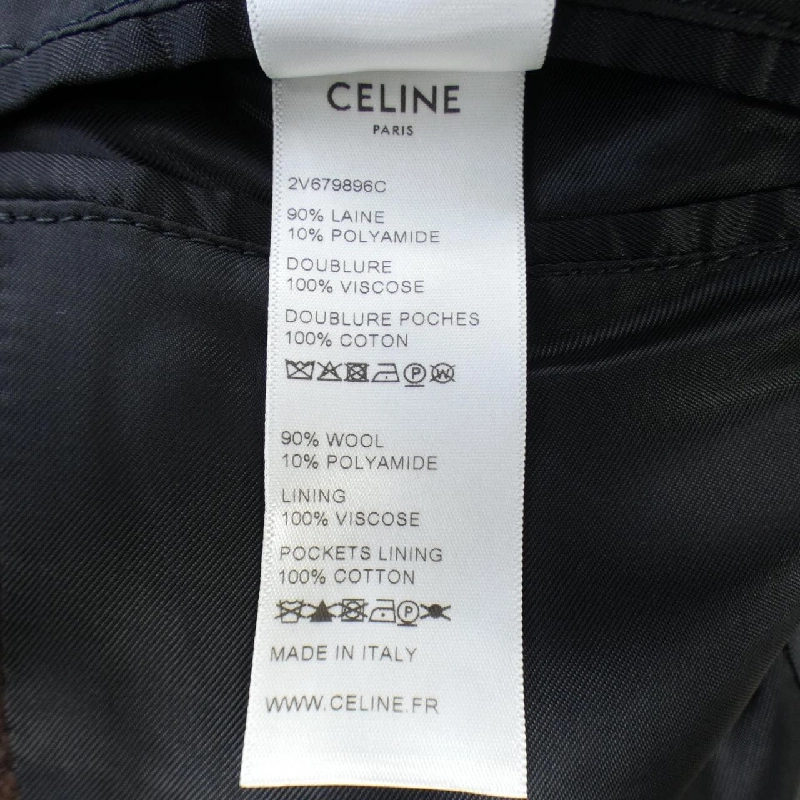 CELINE
PARIS
2V679896C
90% LAINE
10% POLYAMIDE
DOUBLURE
100% VISCOSE
DOUBLURE POCHES
100% COTON
P W
90% WOOL
10% POLYAMIDE
LINING
100% VISCOSE
POCKETS LINING
100% COTTON
P
MADE IN ITALY
WWW.CELINE.FR